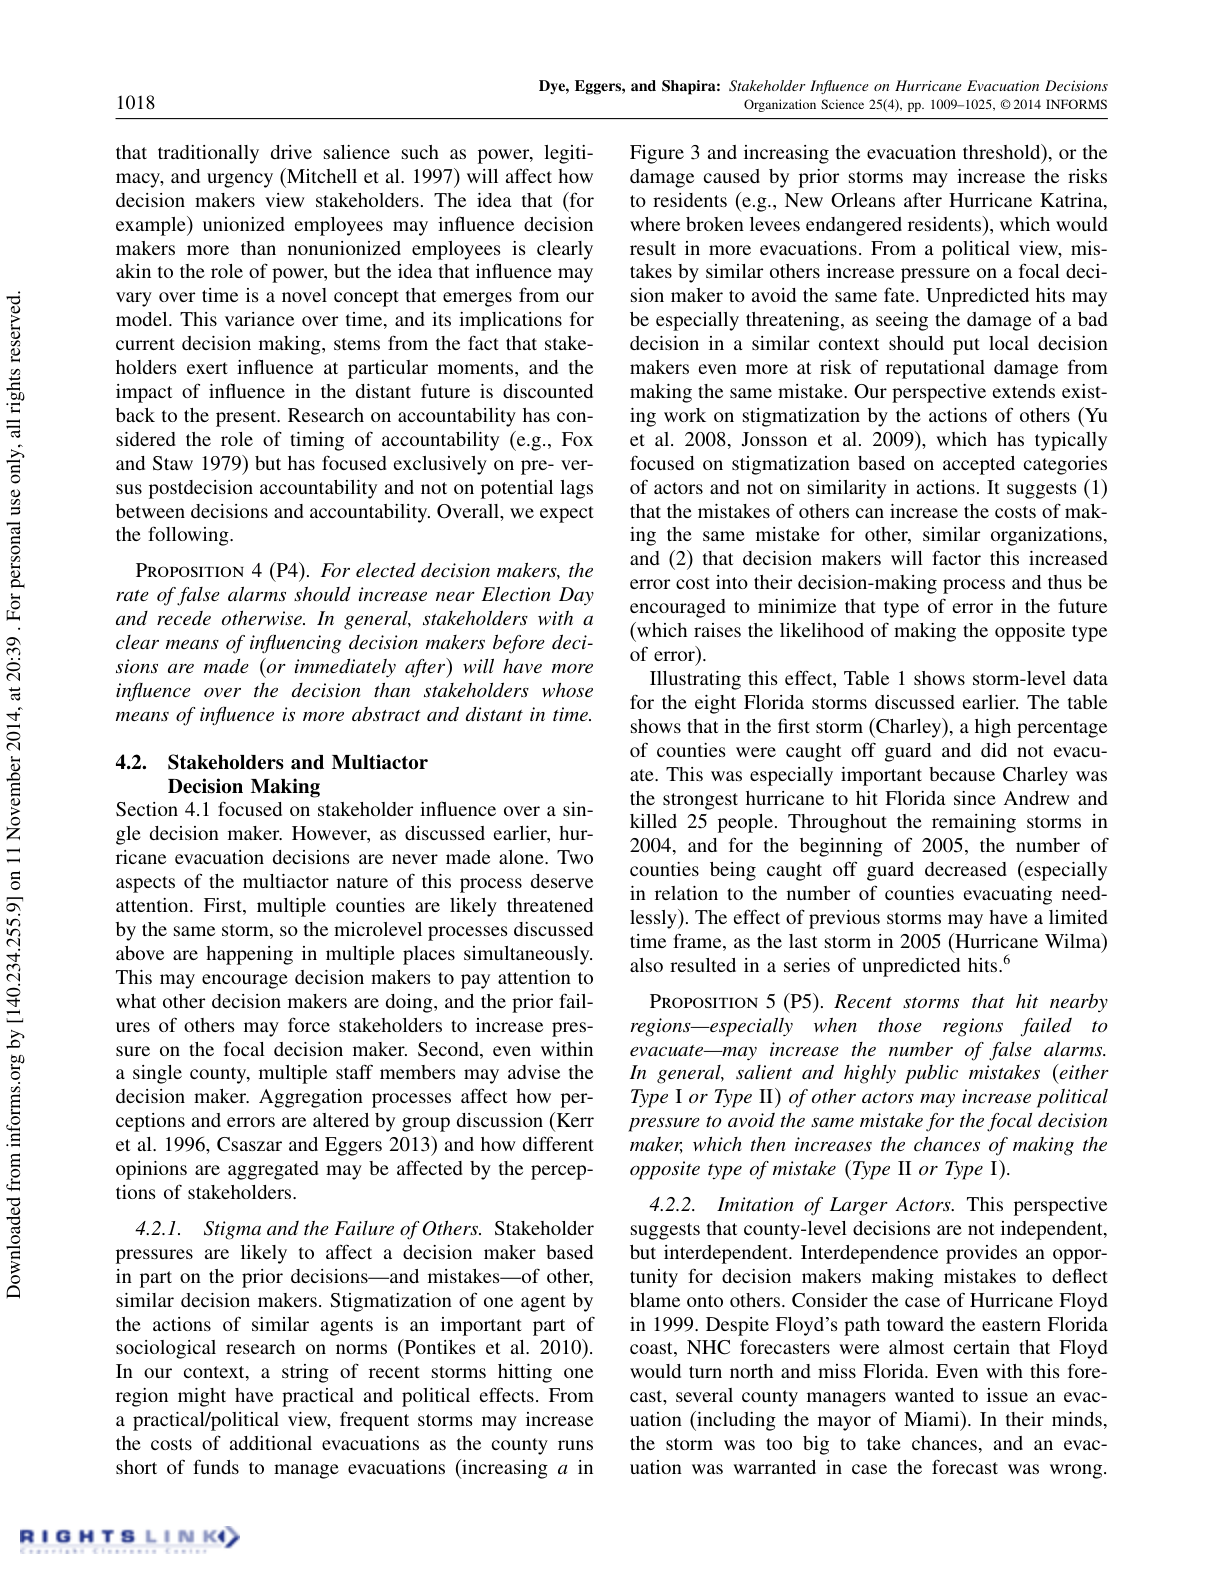 Dye, Eggers, and Shapira: Stakeholder Influence on Hurricane Evacuation Decisions
1018
Organization Science 25(4), pp. 1009–1025, © 2014 INFORMS
that traditionally drive salience such as power, legiti-
macy, and urgency (Mitchell et al. 1997) will affect how
decision makers view stakeholders. The idea that (for
example) unionized employees may influence decision
makers more than nonunionized employees is clearly
akin to the role of power, but the idea that influence may
vary over time is a novel concept that emerges from our
model. This variance over time, and its implications for
current decision making, stems from the fact that stake-
holders exert influence at particular moments, and the
impact of influence in the distant future is discounted
back to the present. Research on accountability has con-
sidered the role of timing of accountability (e.g., Fox
and Staw 1979) but has focused exclusively on pre- ver-
sus postdecision accountability and not on potential lags
between decisions and accountability. Overall, we expect
the following.
Proposition 4 (P4). For elected decision makers, the
rate of false alarms should increase near Election Day
and recede otherwise. In general, stakeholders with a
clear means of influencing decision makers before deci-
sions are made (or immediately after) will have more
influence over the decision than stakeholders whose
means of influence is more abstract and distant in time.
4.2. Stakeholders and Multiactor
Decision Making
Section 4.1 focused on stakeholder influence over a sin-
gle decision maker. However, as discussed earlier, hur-
ricane evacuation decisions are never made alone. Two
aspects of the multiactor nature of this process deserve
attention. First, multiple counties are likely threatened
by the same storm, so the microlevel processes discussed
above are happening in multiple places simultaneously.
This may encourage decision makers to pay attention to
what other decision makers are doing, and the prior fail-
ures of others may force stakeholders to increase pres-
sure on the focal decision maker. Second, even within
a single county, multiple staff members may advise the
decision maker. Aggregation processes affect how per-
ceptions and errors are altered by group discussion (Kerr
et al. 1996, Csaszar and Eggers 2013) and how different
opinions are aggregated may be affected by the percep-
tions of stakeholders.
4.2.1. Stigma and the Failure of Others. Stakeholder
pressures are likely to affect a decision maker based
in part on the prior decisions—and mistakes—of other,
similar decision makers. Stigmatization of one agent by
the actions of similar agents is an important part of
sociological research on norms (Pontikes et al. 2010).
In our context, a string of recent storms hitting one
region might have practical and political effects. From
a practical/political view, frequent storms may increase
the costs of additional evacuations as the county runs
short of funds to manage evacuations (increasing a in
Figure 3 and increasing the evacuation threshold), or the
damage caused by prior storms may increase the risks
to residents (e.g., New Orleans after Hurricane Katrina,
where broken levees endangered residents), which would
result in more evacuations. From a political view, mis-
takes by similar others increase pressure on a focal deci-
sion maker to avoid the same fate. Unpredicted hits may
be especially threatening, as seeing the damage of a bad
decision in a similar context should put local decision
makers even more at risk of reputational damage from
making the same mistake. Our perspective extends exist-
ing work on stigmatization by the actions of others (Yu
et al. 2008, Jonsson et al. 2009), which has typically
focused on stigmatization based on accepted categories
of actors and not on similarity in actions. It suggests (1)
that the mistakes of others can increase the costs of mak-
ing the same mistake for other, similar organizations,
and (2) that decision makers will factor this increased
error cost into their decision-making process and thus be
encouraged to minimize that type of error in the future
(which raises the likelihood of making the opposite type
of error).
Illustrating this effect, Table 1 shows storm-level data
for the eight Florida storms discussed earlier. The table
shows that in the first storm (Charley), a high percentage
of counties were caught off guard and did not evacu-
ate. This was especially important because Charley was
the strongest hurricane to hit Florida since Andrew and
killed 25 people. Throughout the remaining storms in
2004, and for the beginning of 2005, the number of
counties being caught off guard decreased (especially
in relation to the number of counties evacuating need-
lessly). The effect of previous storms may have a limited
time frame, as the last storm in 2005 (Hurricane Wilma)
also resulted in a series of unpredicted hits.6
Proposition 5 (P5). Recent storms that hit nearby
regions—especially when those regions failed to
evacuate—may increase the number of false alarms.
In general, salient and highly public mistakes (either
Type I or Type II) of other actors may increase political
pressure to avoid the same mistake for the focal decision
maker, which then increases the chances of making the
opposite type of mistake (Type II or Type I).
4.2.2. Imitation of Larger Actors. This perspective
suggests that county-level decisions are not independent,
but interdependent. Interdependence provides an oppor-
tunity for decision makers making mistakes to deflect
blame onto others. Consider the case of Hurricane Floyd
in 1999. Despite Floyd's path toward the eastern Florida
coast, NHC forecasters were almost certain that Floyd
would turn north and miss Florida. Even with this fore-
cast, several county managers wanted to issue an evac-
uation (including the mayor of Miami). In their minds,
the storm was too big to take chances, and an evac-
uation was warranted in case the forecast was wrong.
Downloaded from informs.org by [140.234.255.9] on 11 November 2014, at 20:39 . For personal use only, all rights reserved.
RIGHTSLINK
Copyright Clearance Center